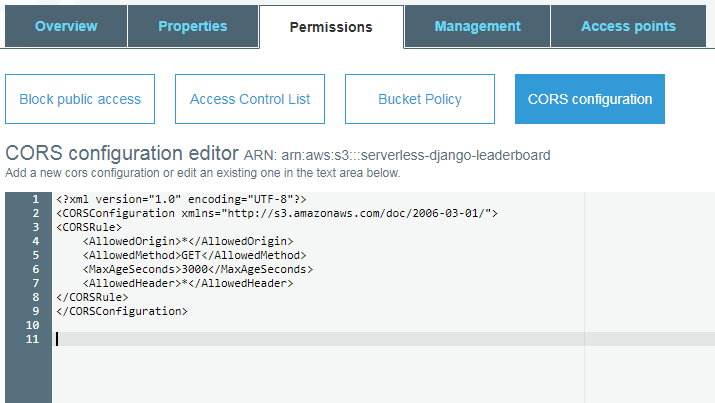 Overview Properties Permissions Management Access points
Block public access Access Control List Bucket Policy CORS configuration
CORS configuration editor ARN: arn:aws:s3:::serverless-django-leaderboard
Add a new cors configuration or edit an existing one in the text area below.
1 <?xml version="1.0" encoding="UTF-8"?>
2 <CORSConfiguration xmlns="http://s3.amazonaws.com/doc/2006-03-01/">
3 <CORSRule>
4     <AllowedOrigin>*</AllowedOrigin>
5     <AllowedMethod>GET</AllowedMethod>
6     <MaxAgeSeconds>3000</MaxAgeSeconds>
7     <AllowedHeader>*</AllowedHeader>
8 </CORSRule>
9 </CORSConfiguration>
10
11